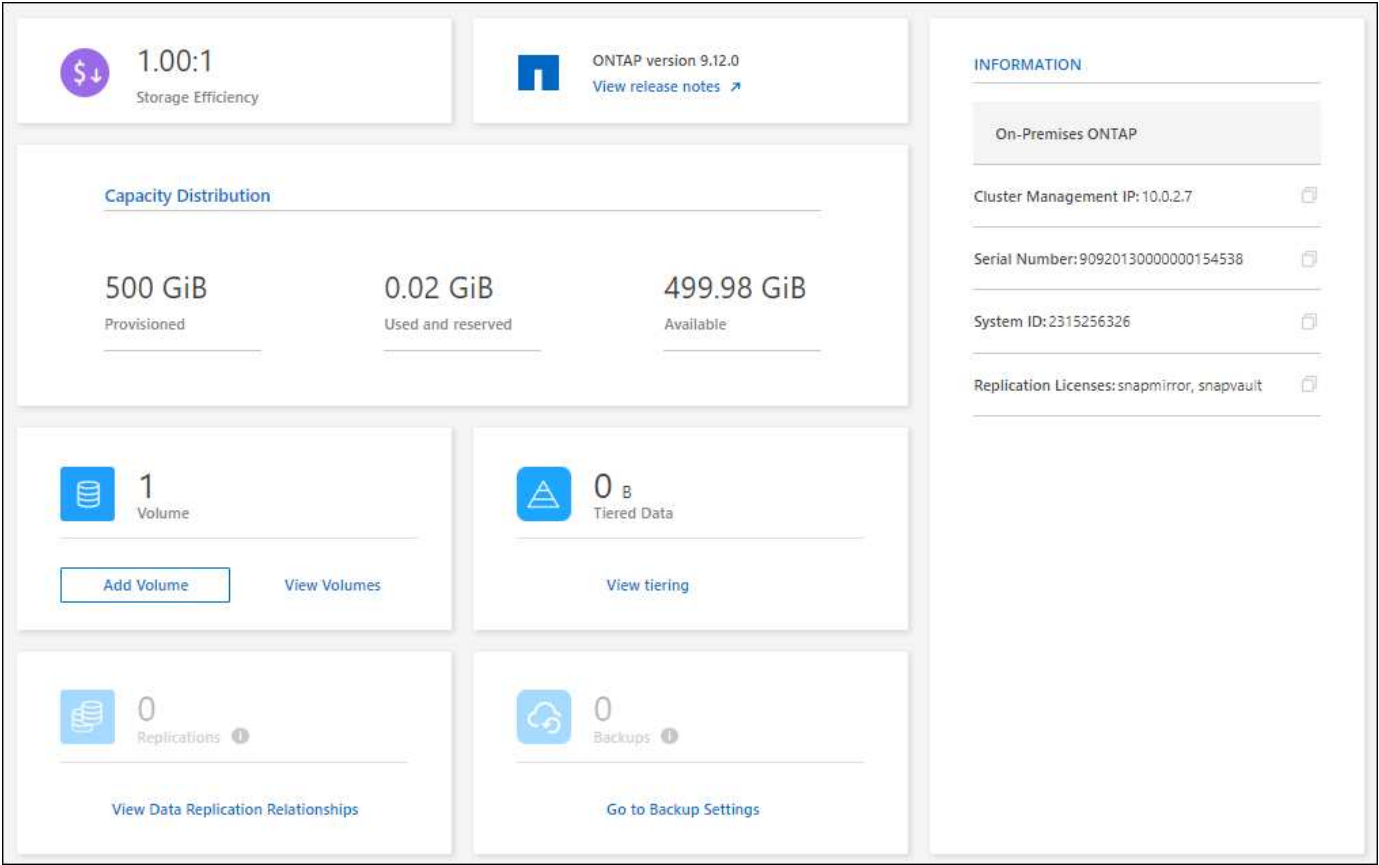 1.00:1
Storage Efficiency
ONTAP version 9.12.0
View release notes
Capacity Distribution
500 GiB
Provisioned
0.02 GiB
Used and reserved
499.98 GiB
Available
1
Volume
Add Volume
View Volumes
0 B
Tiered Data
View tiering
0
Replications
View Data Replication Relationships
0
Backups
Go to Backup Settings
INFORMATION
On-Premises ONTAP
Cluster Management IP: 10.0.2.7
Serial Number: 90920130000000154538
System ID: 2315256326
Replication Licenses: snapmirror, snapvault